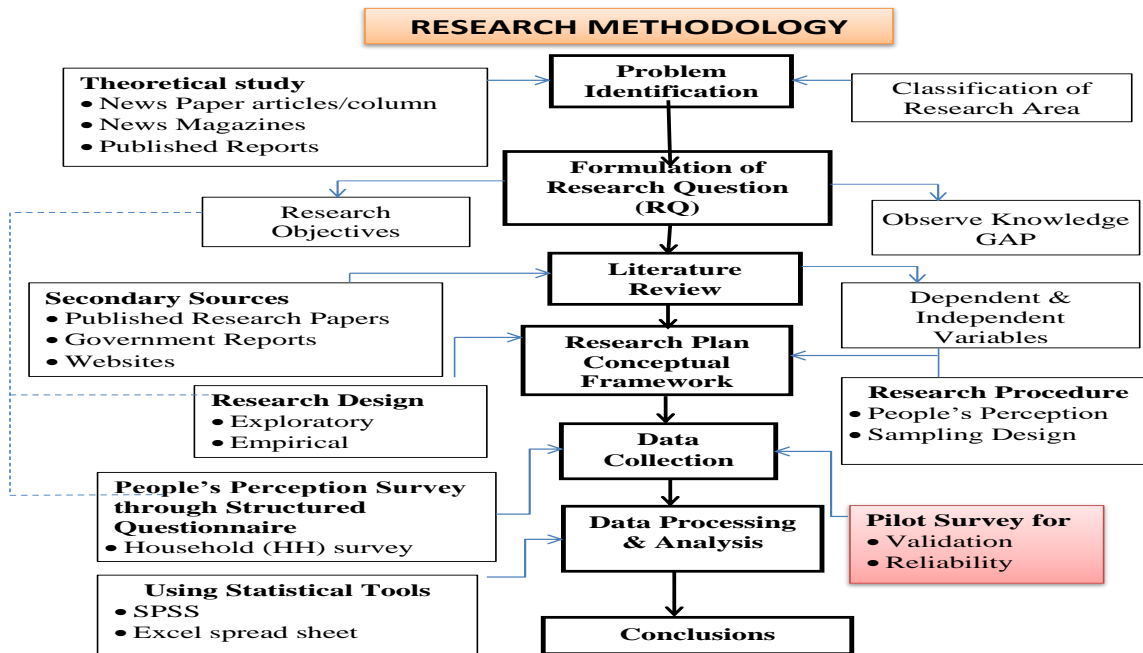 RESEARCH METHODOLOGY
Theoretical study
• News Paper articles/column
• News Magazines
• Published Reports
Problem
Identification
Classification of
Research Area
Formulation of
Research Question
(RQ)
Research
Objectives
Observe Knowledge
GAP
Literature
Review
Secondary Sources
• Published Research Papers
• Government Reports
• Websites
Dependent &
Independent
Variables
Research Plan
Conceptual
Framework
Research Design
• Exploratory
• Empirical
Research Procedure
• People's Perception
• Sampling Design
Data
Collection
People's Perception Survey
through Structured
Questionnaire
• Household (HH) survey
Data Processing
& Analysis
Pilot Survey for
• Validation
• Reliability
Using Statistical Tools
• SPSS
• Excel spread sheet
Conclusions